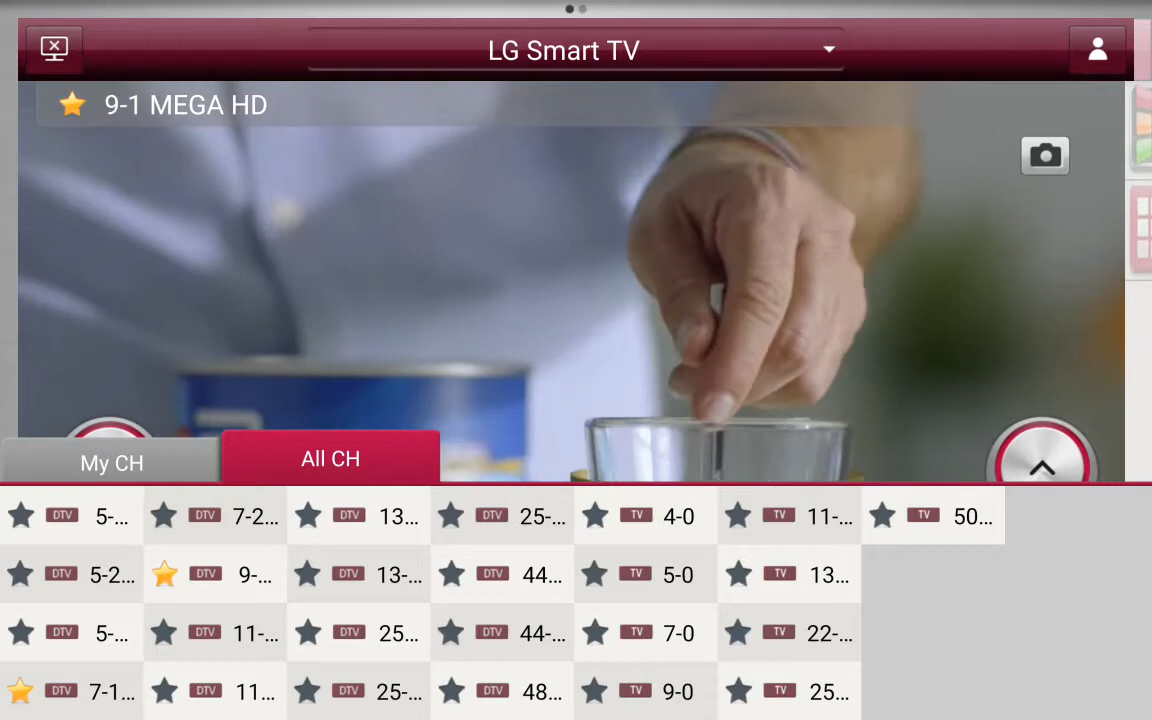 LG Smart TV
9-1 MEGA HD
My CH
All CH
DTV 5-... DTV 7-2... DTV 13... DTV 25-... TV 4-0 TV 11-... TV 50...
DTV 5-2... DTV 9-... DTV 13-... DTV 44... TV 5-0 TV 13...
DTV 5-... DTV 11-... DTV 25... DTV 44-... TV 7-0 TV 22-...
DTV 7-1... DTV 11... DTV 25-... DTV 48... TV 9-0 TV 25...